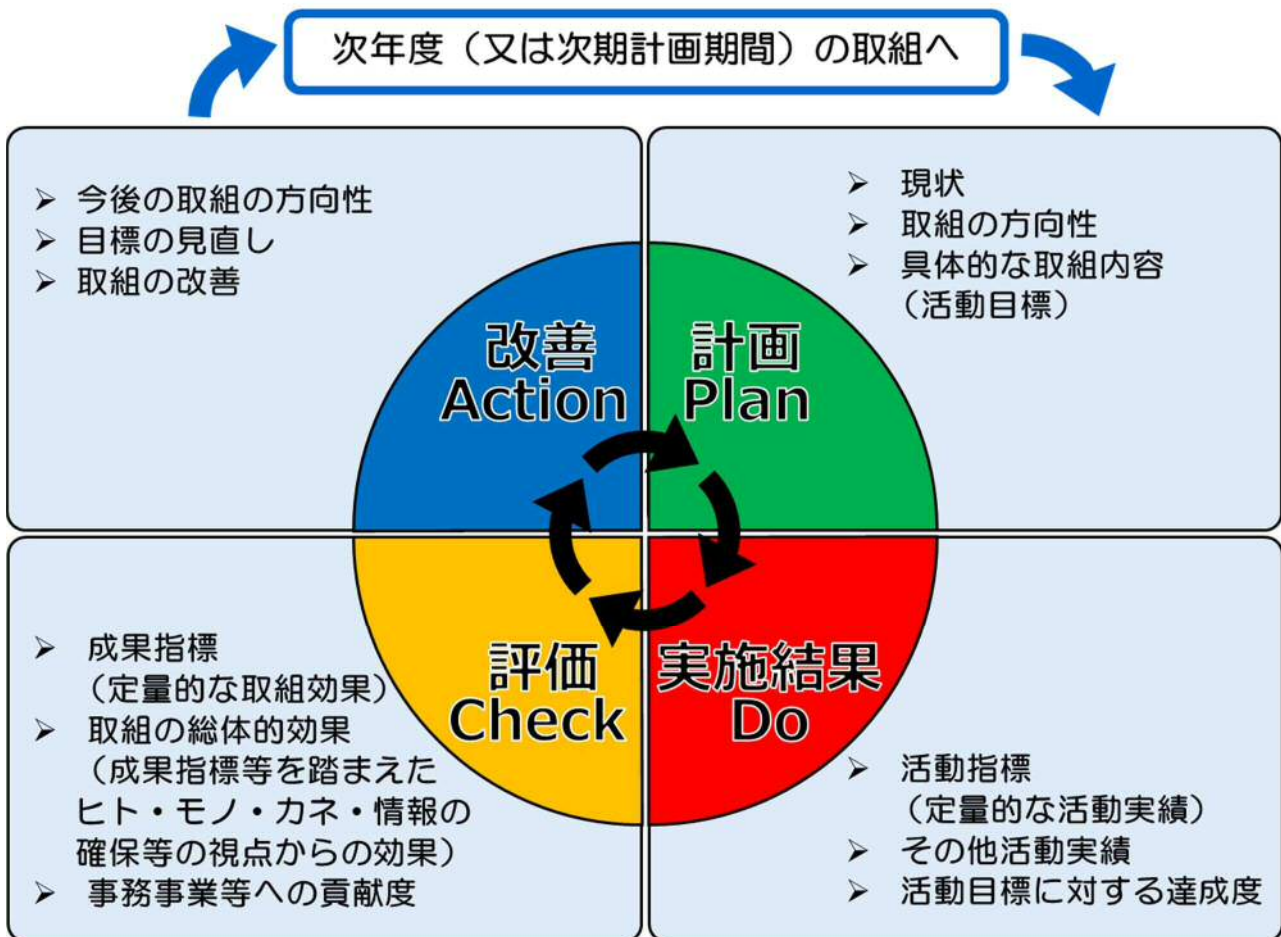 次年度（又は次期計画期間）の取組へ
➢ 今後の取組の方向性
➢ 目標の見直し
➢ 取組の改善
改善
Action
➢ 現状
➢ 取組の方向性
➢ 具体的な取組内容
（活動目標）
計画
Plan
➢ 成果指標
（定量的な取組効果）
➢ 取組の総体的効果
（成果指標等を踏まえた
ヒト・モノ・カネ・情報の
確保等の視点からの効果）
➢ 事務事業等への貢献度
評価
Check
実施結果
Do
➢ 活動指標
（定量的な活動実績）
➢ その他活動実績
➢ 活動目標に対する達成度